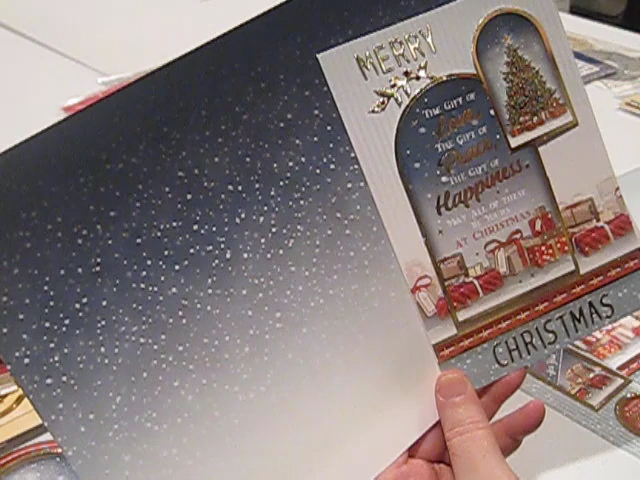 MERRY
THE GIFT OF
Love,
THE GIFT OF
Peace,
THE GIFT OF
Happiness.
MAY ALL OF THESE
BE YOURS
AT CHRISTMAS
CHRISTMAS